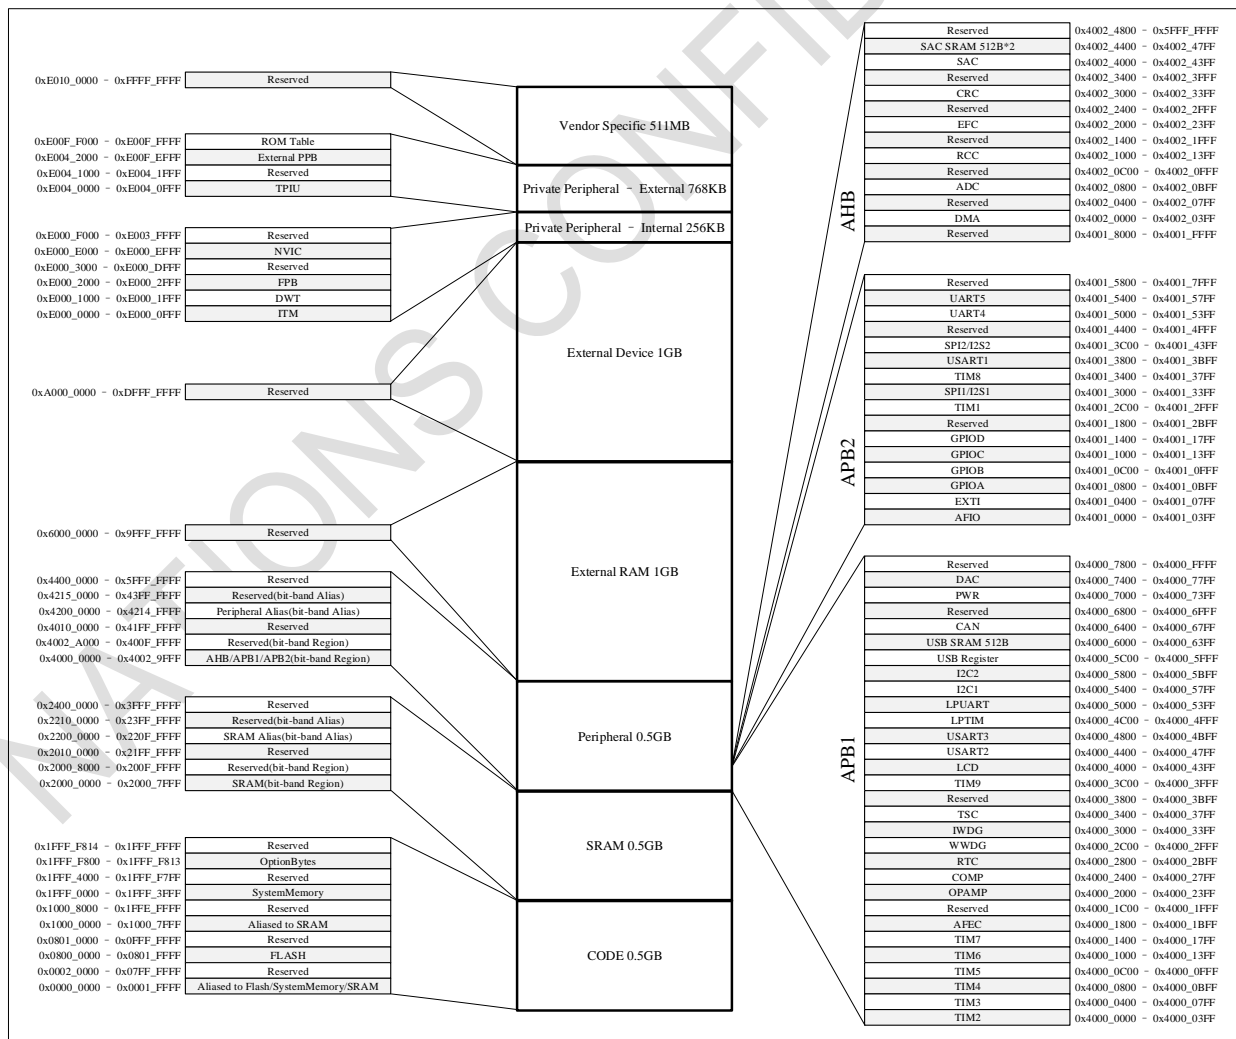 0xE010_0000 - 0xFFFF_FFFF Reserved
0xE00F_F000 - 0xE00F_FFFF ROM Table
0xE004_2000 - 0xE00F_EFFF External PPB
0xE004_1000 - 0xE004_1FFF Reserved
0xE004_0000 - 0xE004_0FFF TPIU
0xE000_F000 - 0xE003_FFFF Reserved
0xE000_E000 - 0xE000_EFFF NVIC
0xE000_3000 - 0xE000_DFFF Reserved
0xE000_2000 - 0xE000_2FFF FPB
0xE000_1000 - 0xE000_1FFF DWT
0xE000_0000 - 0xE000_0FFF ITM
0xA000_0000 - 0xDFFF_FFFF Reserved
0x6000_0000 - 0x9FFF_FFFF Reserved
0x4400_0000 - 0x5FFF_FFFF Reserved
0x4215_0000 - 0x43FF_FFFF Reserved(bit-band Alias)
0x4200_0000 - 0x4214_FFFF Peripheral Alias(bit-band Alias)
0x4010_0000 - 0x41FF_FFFF Reserved
0x4002_A000 - 0x400F_FFFF Reserved(bit-band Region)
0x4000_0000 - 0x4002_9FFF AHB/APB1/APB2(bit-band Region)
0x2400_0000 - 0x3FFF_FFFF Reserved
0x2210_0000 - 0x23FF_FFFF Reserved(bit-band Alias)
0x2200_0000 - 0x220F_FFFF SRAM Alias(bit-band Alias)
0x2010_0000 - 0x21FF_FFFF Reserved
0x2000_8000 - 0x200F_FFFF Reserved(bit-band Region)
0x2000_0000 - 0x2000_7FFF SRAM(bit-band Region)
0x1FFF_F814 - 0x1FFF_FFFF Reserved
0x1FFF_F800 - 0x1FFF_F813 OptionBytes
0x1FFF_4000 - 0x1FFF_F7FF Reserved
0x1FFF_0000 - 0x1FFF_3FFF SystemMemory
0x1000_8000 - 0x1FFE_FFFF Reserved
0x1000_0000 - 0x1000_7FFF Aliased to SRAM
0x0801_0000 - 0x0FFF_FFFF Reserved
0x0800_0000 - 0x0801_FFFF FLASH
0x0002_0000 - 0x07FF_FFFF Reserved
0x0000_0000 - 0x0001_FFFF Aliased to Flash/SystemMemory/SRAM
Vendor Specific 511MB
Private Peripheral - External 768KB
Private Peripheral - Internal 256KB
External Device 1GB
External RAM 1GB
Peripheral 0.5GB
SRAM 0.5GB
CODE 0.5GB
AHB
Reserved 0x4002_4800 - 0x5FFF_FFFF
SAC SRAM 512B*2 0x4002_4400 - 0x4002_47FF
SAC 0x4002_4000 - 0x4002_43FF
Reserved 0x4002_3400 - 0x4002_3FFF
CRC 0x4002_3000 - 0x4002_33FF
Reserved 0x4002_2400 - 0x4002_2FFF
EFC 0x4002_2000 - 0x4002_23FF
Reserved 0x4002_1400 - 0x4002_1FFF
RCC 0x4002_1000 - 0x4002_13FF
Reserved 0x4002_0C00 - 0x4002_0FFF
ADC 0x4002_0800 - 0x4002_0BFF
Reserved 0x4002_0400 - 0x4002_07FF
DMA 0x4002_0000 - 0x4002_03FF
Reserved 0x4001_8000 - 0x4001_FFFF
APB2
Reserved 0x4001_5800 - 0x4001_7FFF
UART5 0x4001_5400 - 0x4001_57FF
UART4 0x4001_5000 - 0x4001_53FF
Reserved 0x4001_4400 - 0x4001_4FFF
SPI2/I2S2 0x4001_3C00 - 0x4001_43FF
USART1 0x4001_3800 - 0x4001_3BFF
TIM8 0x4001_3400 - 0x4001_37FF
SPI1/I2S1 0x4001_3000 - 0x4001_33FF
TIM1 0x4001_2C00 - 0x4001_2FFF
Reserved 0x4001_1800 - 0x4001_2BFF
GPIOD 0x4001_1400 - 0x4001_17FF
GPIOC 0x4001_1000 - 0x4001_13FF
GPIOB 0x4001_0C00 - 0x4001_0FFF
GPIOA 0x4001_0800 - 0x4001_0BFF
EXTI 0x4001_0400 - 0x4001_07FF
AFIO 0x4001_0000 - 0x4001_03FF
APB1
Reserved 0x4000_7800 - 0x4000_FFFF
DAC 0x4000_7400 - 0x4000_77FF
PWR 0x4000_7000 - 0x4000_73FF
Reserved 0x4000_6800 - 0x4000_6FFF
CAN 0x4000_6400 - 0x4000_67FF
USB SRAM 512B 0x4000_6000 - 0x4000_63FF
USB Register 0x4000_5C00 - 0x4000_5FFF
I2C2 0x4000_5800 - 0x4000_5BFF
I2C1 0x4000_5400 - 0x4000_57FF
LPUART 0x4000_5000 - 0x4000_53FF
LPTIM 0x4000_4C00 - 0x4000_4FFF
USART3 0x4000_4800 - 0x4000_4BFF
USART2 0x4000_4400 - 0x4000_47FF
LCD 0x4000_4000 - 0x4000_43FF
TIM9 0x4000_3C00 - 0x4000_3FFF
Reserved 0x4000_3800 - 0x4000_3BFF
TSC 0x4000_3400 - 0x4000_37FF
IWDG 0x4000_3000 - 0x4000_33FF
WWDG 0x4000_2C00 - 0x4000_2FFF
RTC 0x4000_2800 - 0x4000_2BFF
COMP 0x4000_2400 - 0x4000_27FF
OPAMP 0x4000_2000 - 0x4000_23FF
Reserved 0x4000_1C00 - 0x4000_1FFF
AFEC 0x4000_1800 - 0x4000_1BFF
TIM7 0x4000_1400 - 0x4000_17FF
TIM6 0x4000_1000 - 0x4000_13FF
TIM5 0x4000_0C00 - 0x4000_0FFF
TIM4 0x4000_0800 - 0x4000_0BFF
TIM3 0x4000_0400 - 0x4000_07FF
TIM2 0x4000_0000 - 0x4000_03FF
NATIONS